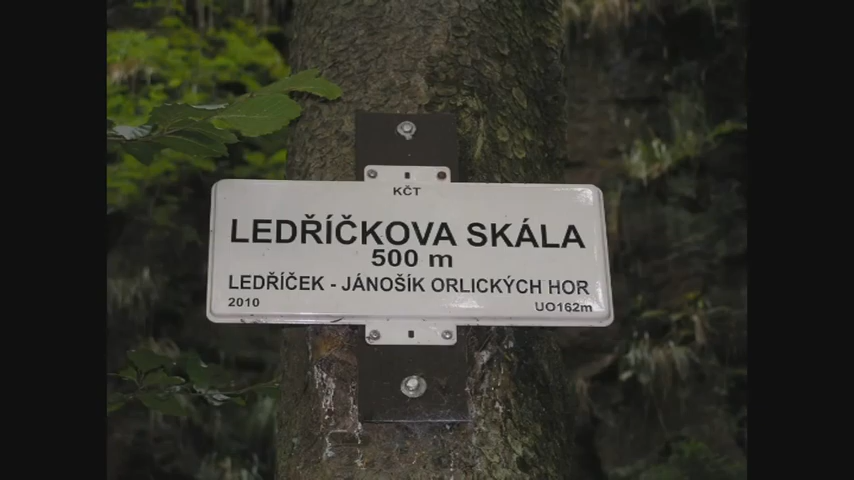 KČT
LEDŘÍČKOVA SKÁLA
500 m
LEDŘÍČEK - JÁNOŠÍK ORLICKÝCH HOR
2010 UO162m